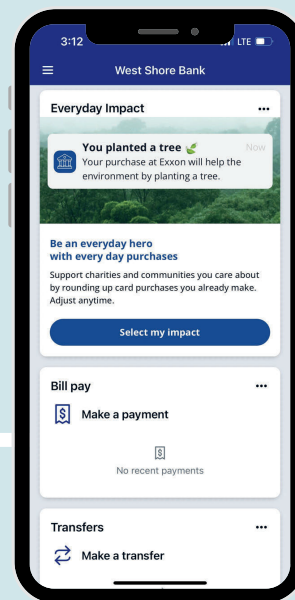 3:12
LTE
West Shore Bank
Everyday Impact
You planted a tree
Now
Your purchase at Exxon will help the
environment by planting a tree.
Be an everyday hero
with every day purchases
Support charities and communities you care about
by rounding up card purchases you already make.
Adjust anytime.
Select my impact
Bill pay
$ Make a payment
$
No recent payments
Transfers
Make a transfer